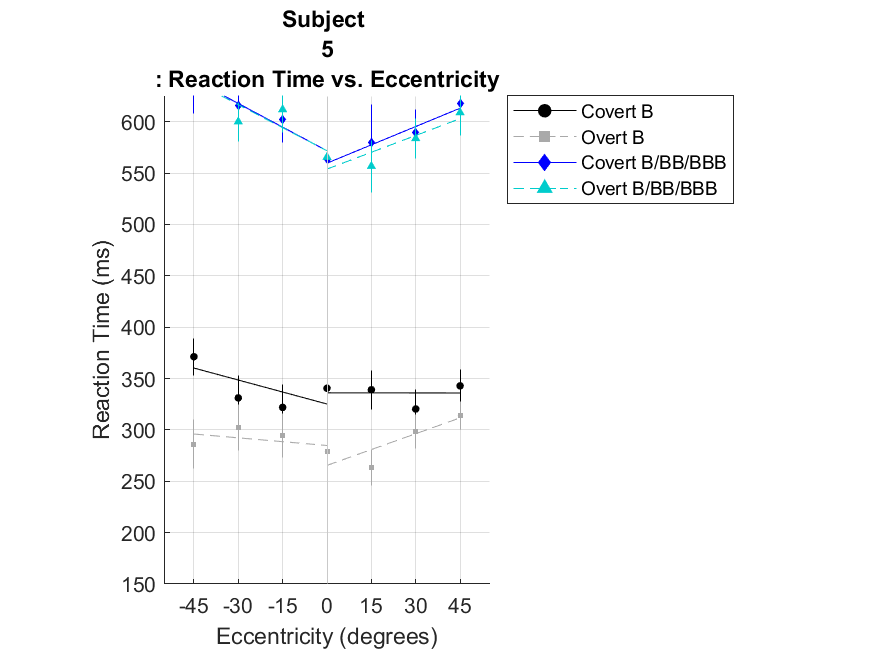 Subject
5
: Reaction Time vs. Eccentricity
Covert B
Overt B
Covert B/BB/BBB
Overt B/BB/BBB
Reaction Time (ms)
600
550
500
450
400
350
300
250
200
150
-45 -30 -15 0 15 30 45
Eccentricity (degrees)